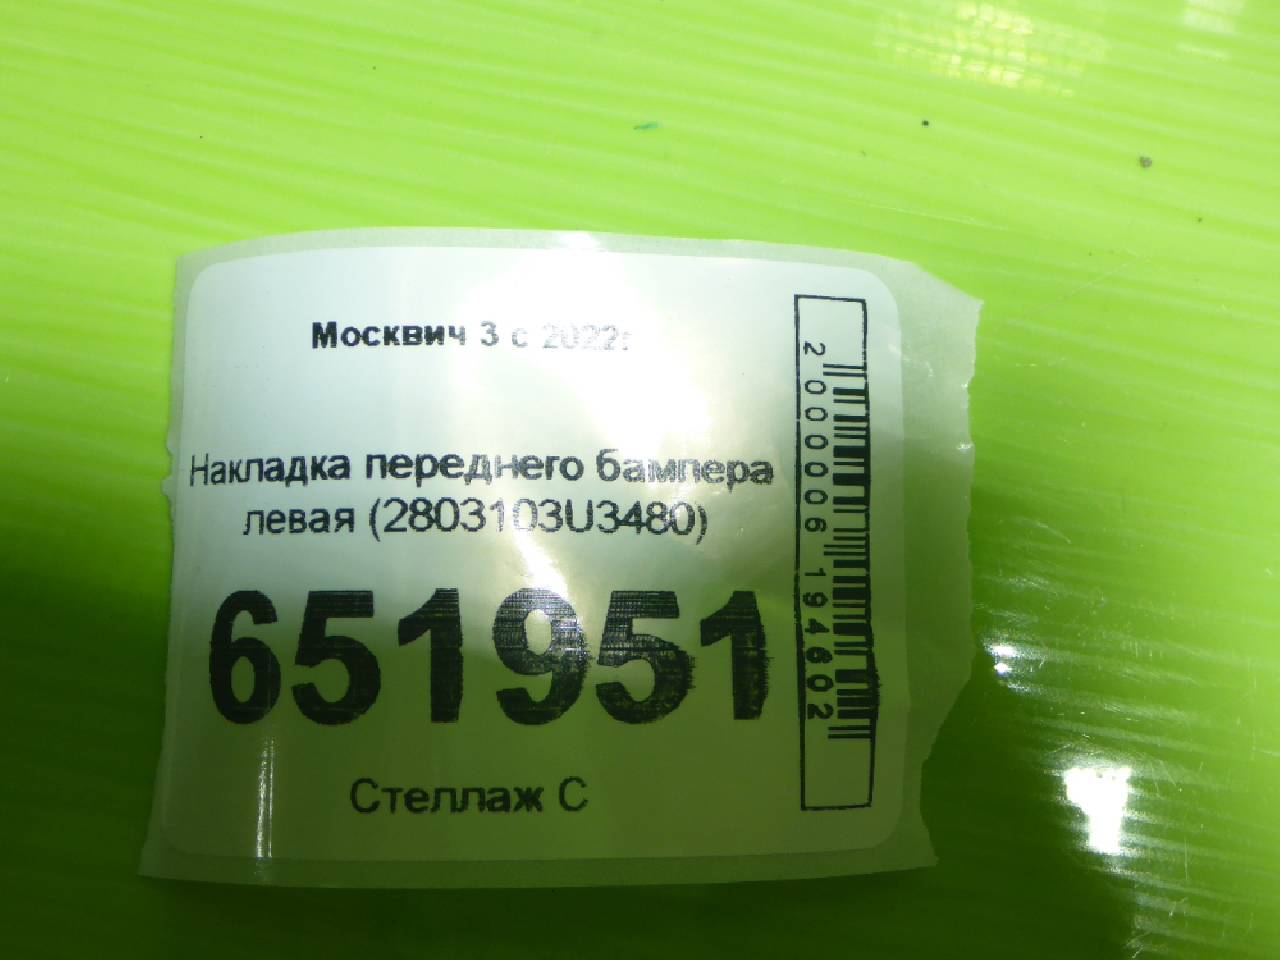 Москвич 3 с 2022г
Накладка переднего бампера
левая (2803103U3480)
651951
Стеллаж С
2000006194602